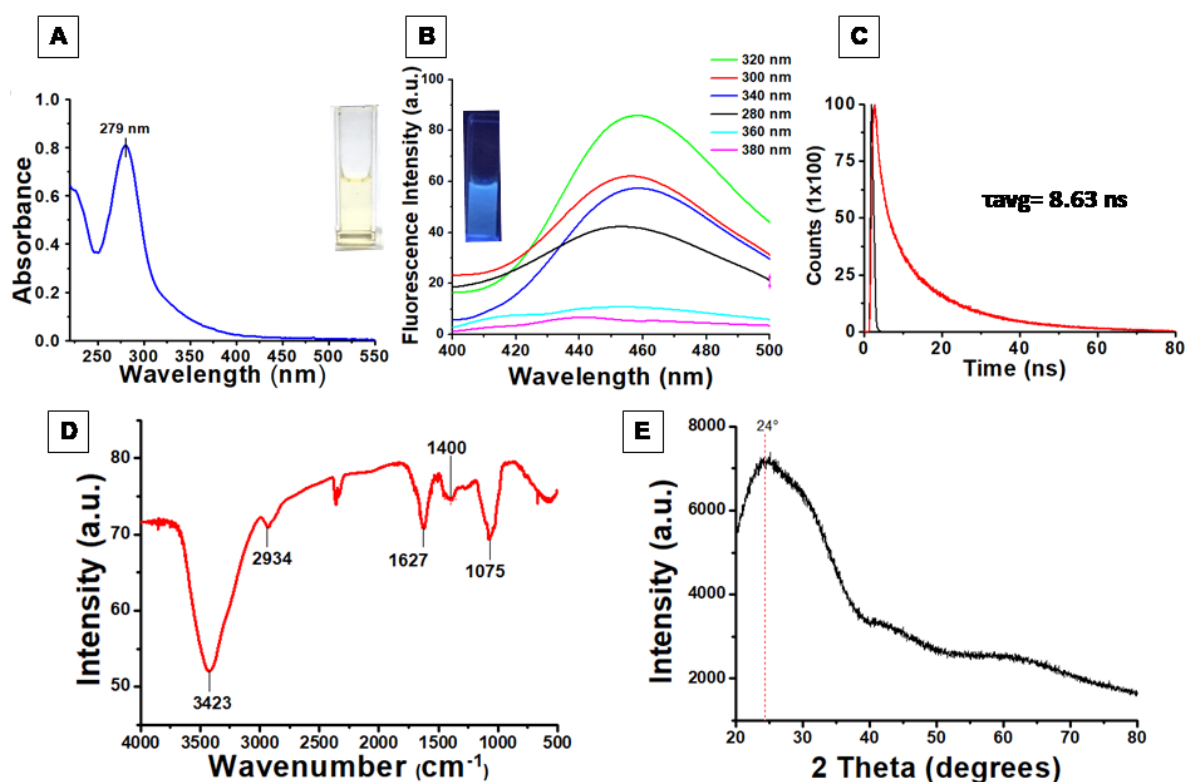 A
1.0
0.8
0.6
0.4
0.2
0.0
Absorbance
279 nm
250 300 350 400 450 500 550
Wavelength (nm)
B
100
80
60
40
20
0
Fluorescence Intensity (a.u.)
320 nm
300 nm
340 nm
280 nm
360 nm
380 nm
400 420 440 460 480 500
Wavelength (nm)
C
100
75
50
25
0
Counts (1x100)
τavg= 8.63 ns
0 20 40 60 80
Time (ns)
D
80
70
60
50
Intensity (a.u.)
3423
2934
1627
1400
1075
4000 3500 3000 2500 2000 1500 1000 500
Wavenumber (cm⁻¹)
E
8000
6000
4000
2000
Intensity (a.u.)
24°
20 30 40 50 60 70 80
2 Theta (degrees)